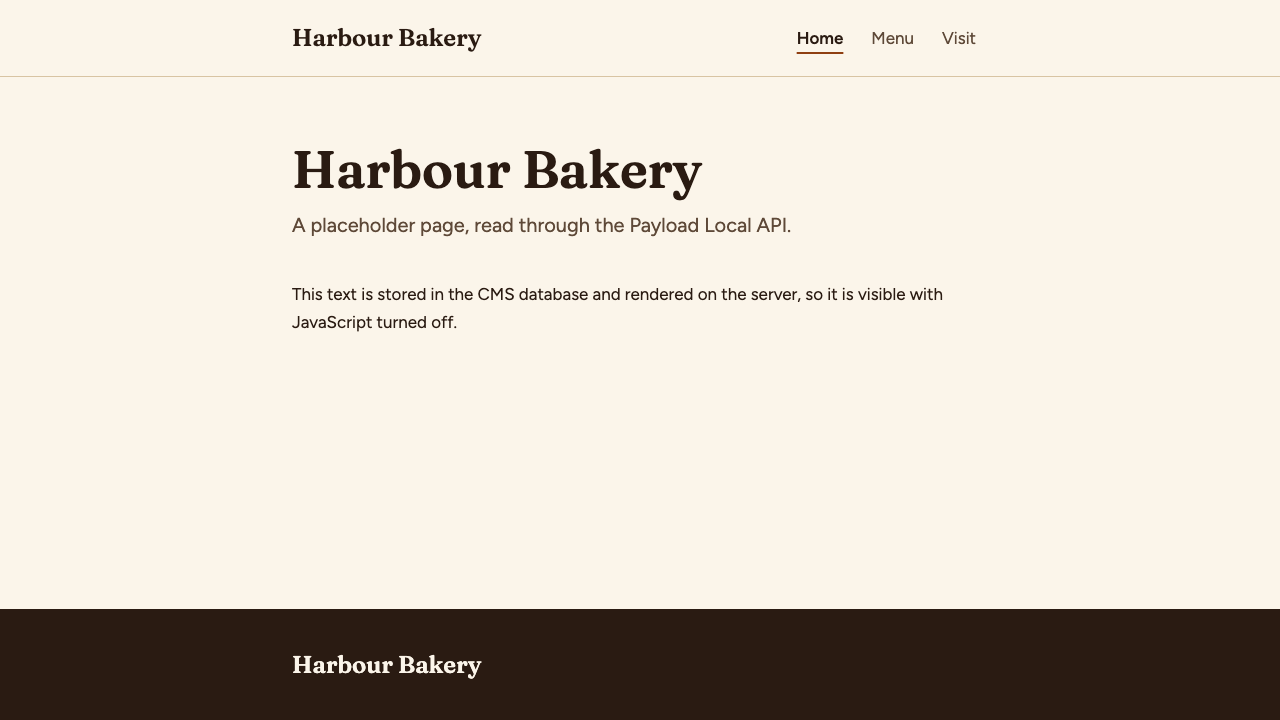 Harbour Bakery
Home Menu Visit
Harbour Bakery
A placeholder page, read through the Payload Local API.
This text is stored in the CMS database and rendered on the server, so it is visible with
JavaScript turned off.
Harbour Bakery